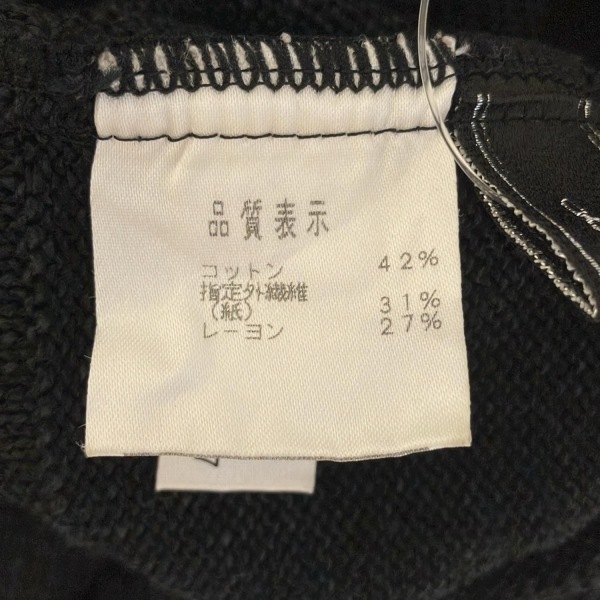 品質表示
コットン 42%
指定外繊維
(紙) 31%
レーヨン 27%